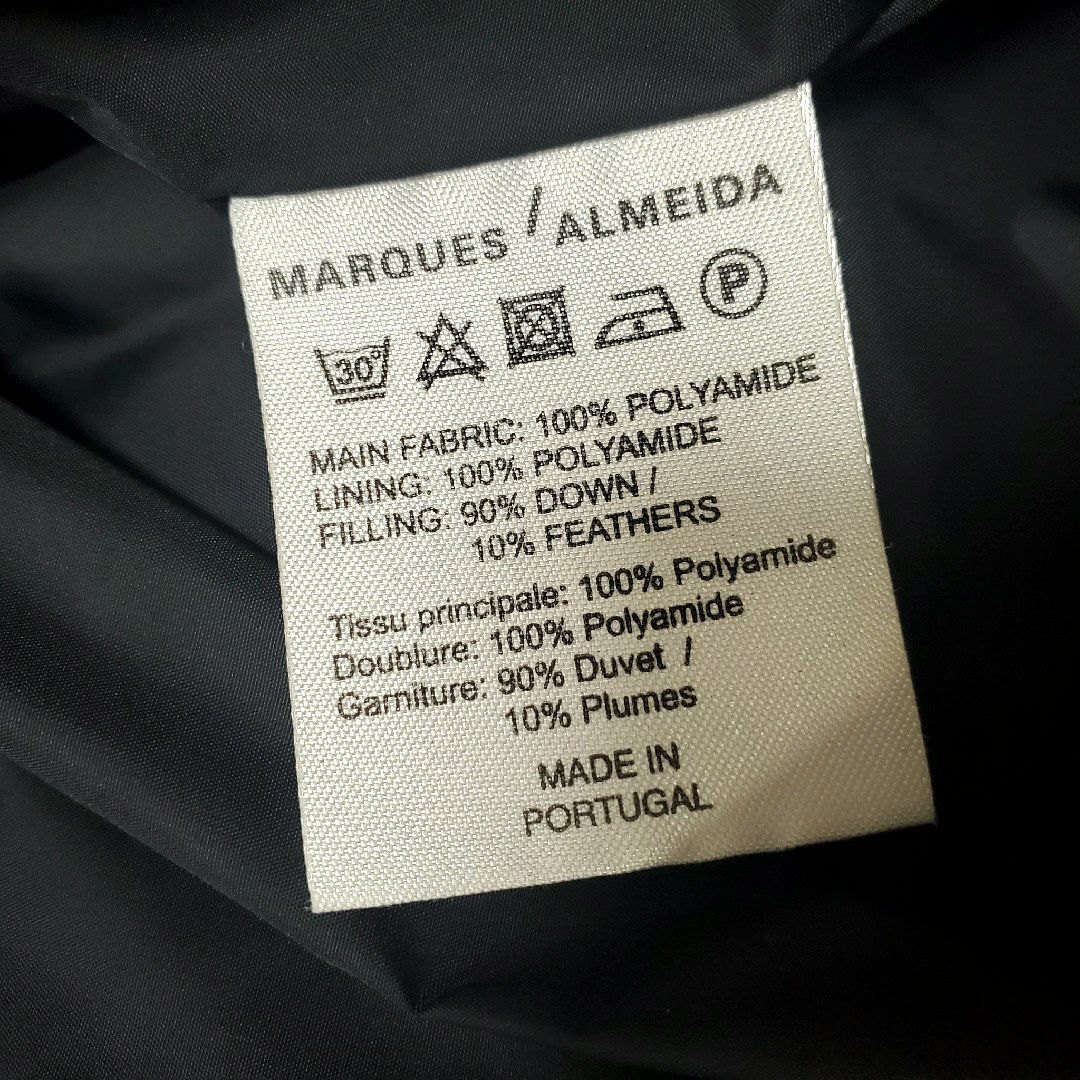 MARQUES / ALMEIDA
30° P
MAIN FABRIC: 100% POLYAMIDE
LINING: 100% POLYAMIDE
FILLING: 90% DOWN /
10% FEATHERS
Tissu principale: 100% Polyamide
Doublure: 100% Polyamide
Garniture: 90% Duvet /
10% Plumes
MADE IN
PORTUGAL